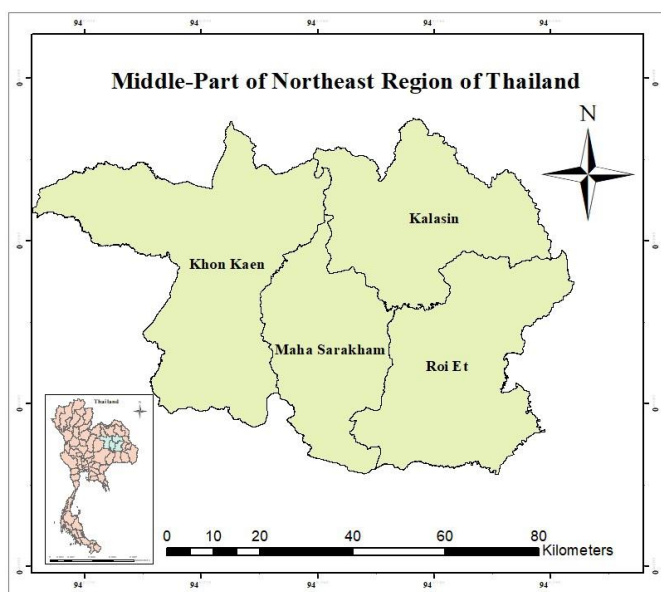 94 94 94 94 94
Middle-Part of Northeast Region of Thailand
N
Kalasin
Khon Kaen
Maha Sarakham
Roi Et
Thailand
0 10 20 40 60 80
Kilometers
94 94 94 94 94